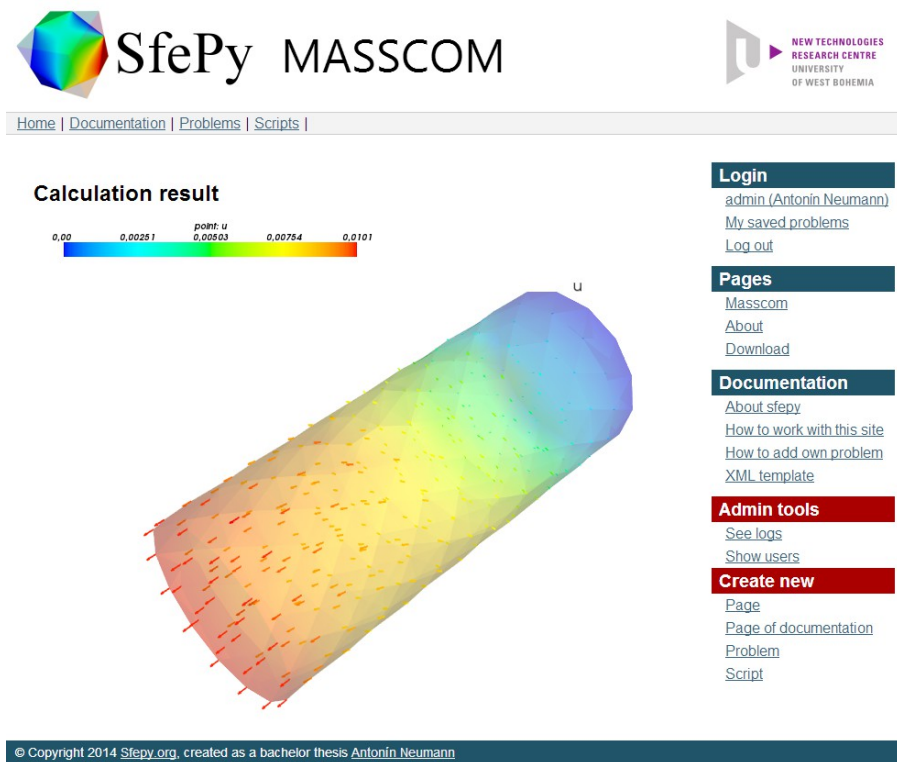 SfePy MASSCOM
NEW TECHNOLOGIES
RESEARCH CENTRE
UNIVERSITY
OF WEST BOHEMIA
Home | Documentation | Problems | Scripts |
Calculation result
point: u
0,00 0,00251 0,00503 0,00754 0,0101
u
Login
admin (Antonín Neumann)
My saved problems
Log out
Pages
Masscom
About
Download
Documentation
About sfepy
How to work with this site
How to add own problem
XML template
Admin tools
See logs
Show users
Create new
Page
Page of documentation
Problem
Script
© Copyright 2014 Sfepy.org, created as a bachelor thesis Antonín Neumann